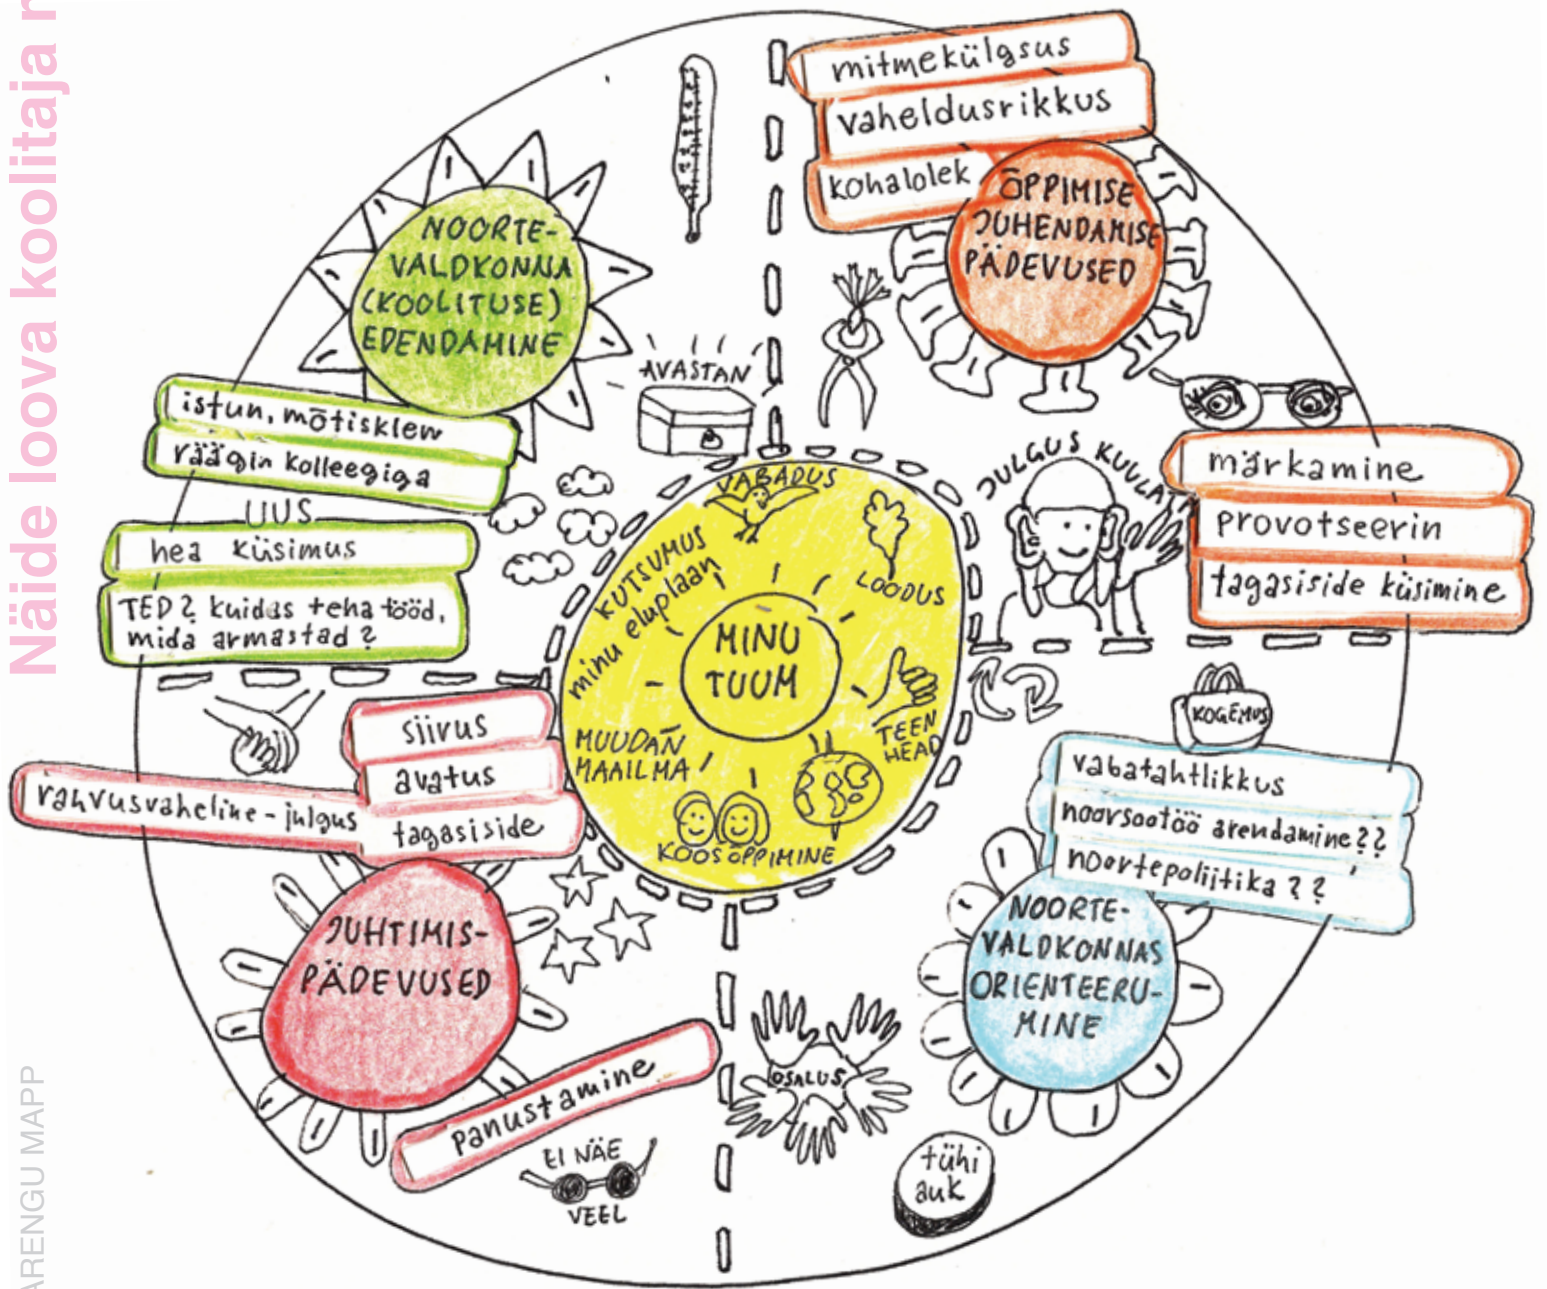 Näide loova koolitaja
ARENGU MAPP
NOORTE-
VALDKONNA
(KOOLITUSE)
EDENDAMINE
AVASTAN
istun, mõtisklen
räägin kolleegiga
UUS
hea küsimus
TED? kuidas teha tööd,
mida armastad?
mitmekülgsus
vaheldusrikkus
kohalolek
ÕPPIMISE
JUHENDAMISE
PÄDEVUSED
JULGUS KUULATA
märkamine
provotseerin
tagasiside küsimine
VABADUS
LOODUS
KUTSUMUS
minu eluplaan
MINU
TUUM
TEEN
HEAD
MUUDAN
MAAILMA
KOOSÕPPIMINE
siirus
avatus
rahvusvaheline - julgus
tagasiside
JUHTIMIS-
PÄDEVUSED
panustamine
EI NÄE
VEEL
KOGEMUS
vabatahtlikkus
noorsootöö arendamine??
noortepoliitika??
NOORTE-
VALDKONNAS
ORIENTEERU-
MINE
OSALUS
tühi
auk